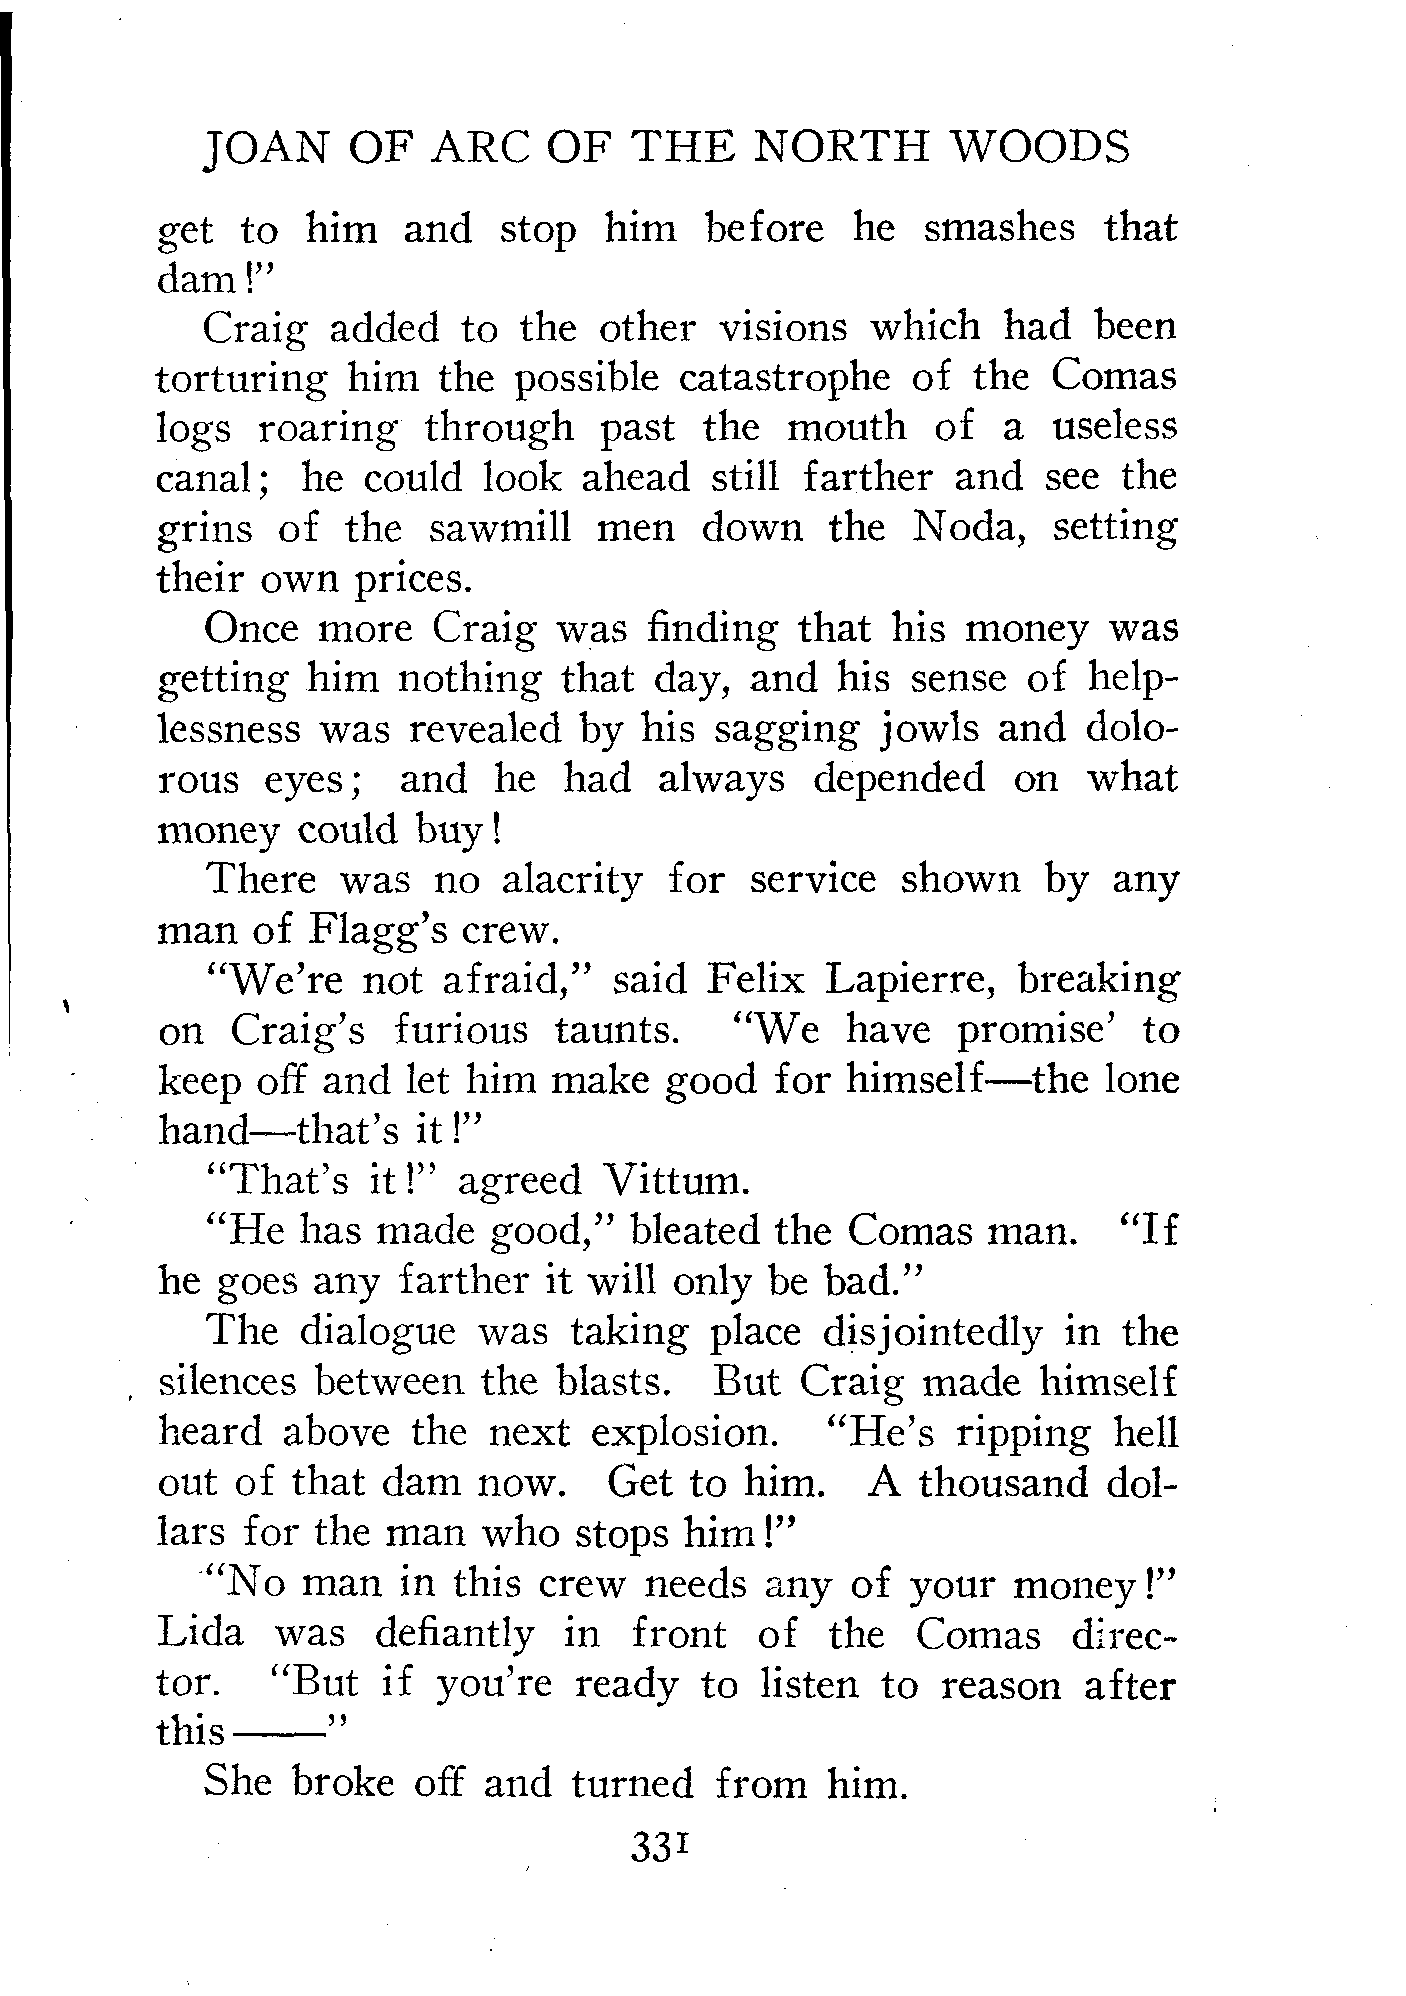 JOAN OF ARC OF THE NORTH WOODS
get to him and stop him before he smashes that
dam!”
Craig added to the other visions which had been
torturing him the possible catastrophe of the Comas
logs roaring through past the mouth of a useless
canal; he could look ahead still farther and see the
grins of the sawmill men down the Noda, setting
their own prices.
Once more Craig was finding that his money was
getting him nothing that day, and his sense of help-
lessness was revealed by his sagging jowls and dolo-
rous eyes; and he had always depended on what
money could buy!
There was no alacrity for service shown by any
man of Flagg’s crew.
“We’re not afraid,” said Felix Lapierre, breaking
on Craig’s furious taunts. “We have promise’ to
keep off and let him make good for himself—the lone
hand—that’s it!”
“That’s it!” agreed Vittum.
“He has made good,” bleated the Comas man. “If
he goes any farther it will only be bad.”
The dialogue was taking place disjointedly in the
silences between the blasts. But Craig made himself
heard above the next explosion. “He’s ripping hell
out of that dam now. Get to him. A thousand dol-
lars for the man who stops him!”
“No man in this crew needs any of your money!”
Lida was defiantly in front of the Comas direc-
tor. “But if you’re ready to listen to reason after
this——”
She broke off and turned from him.
331